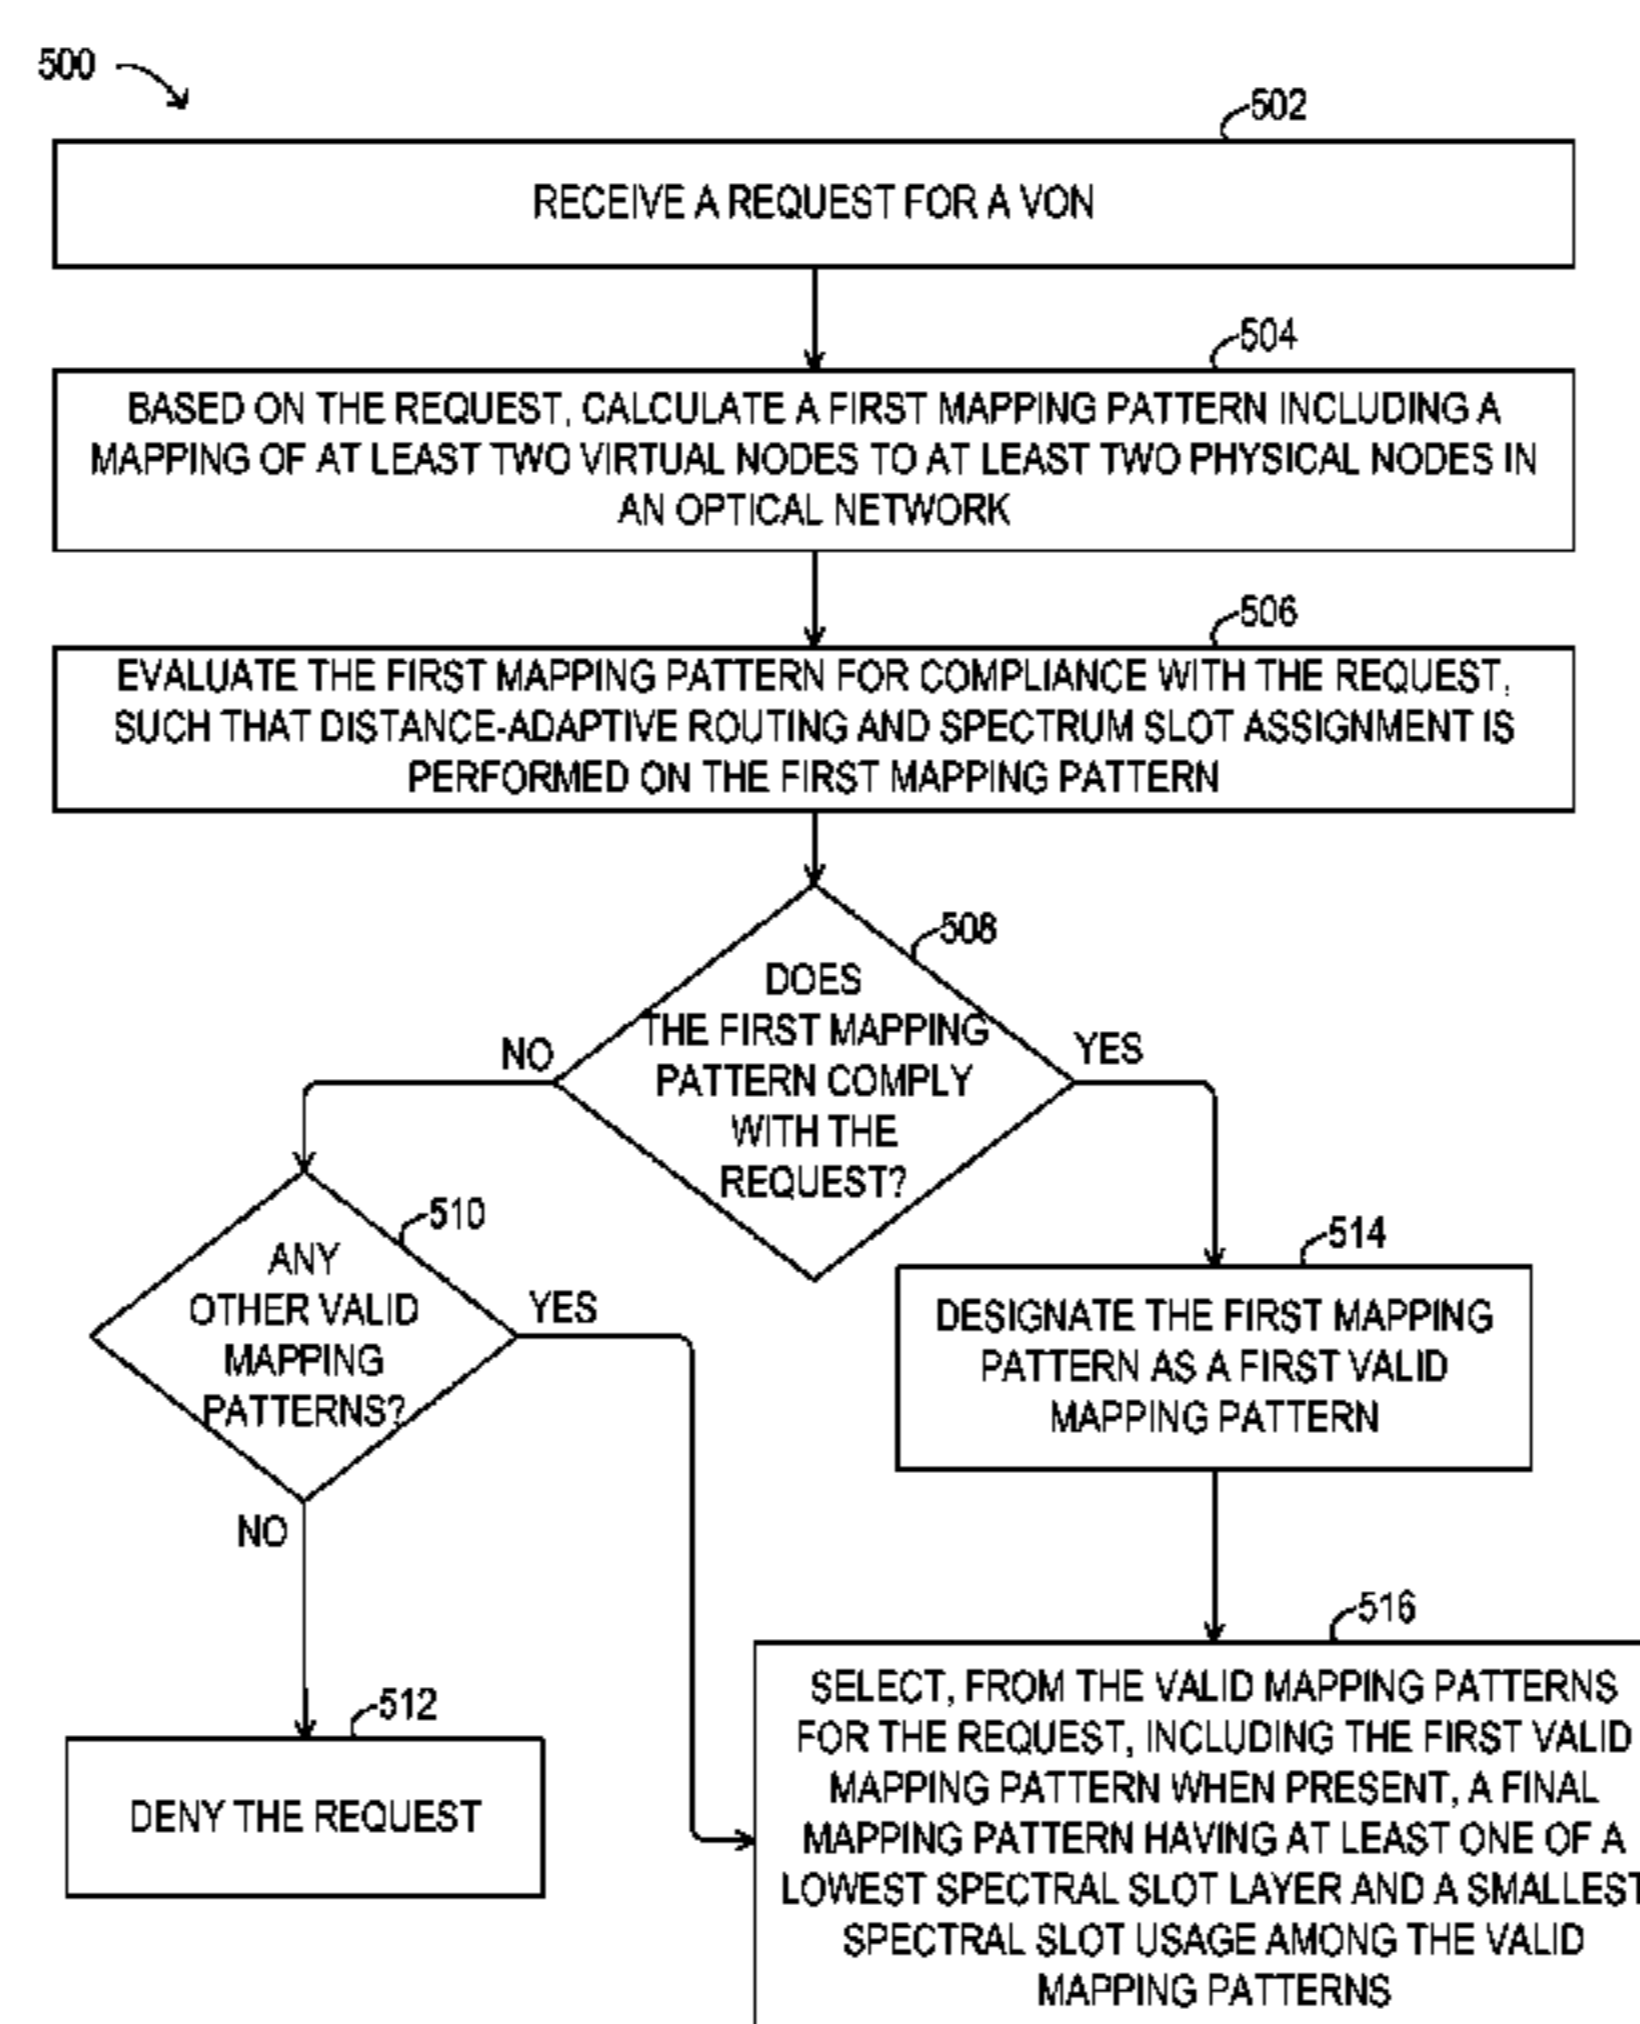 500
502
RECEIVE A REQUEST FOR A VON
504
BASED ON THE REQUEST, CALCULATE A FIRST MAPPING PATTERN INCLUDING A
MAPPING OF AT LEAST TWO VIRTUAL NODES TO AT LEAST TWO PHYSICAL NODES IN
AN OPTICAL NETWORK
506
EVALUATE THE FIRST MAPPING PATTERN FOR COMPLIANCE WITH THE REQUEST,
SUCH THAT DISTANCE-ADAPTIVE ROUTING AND SPECTRUM SLOT ASSIGNMENT IS
PERFORMED ON THE FIRST MAPPING PATTERN
508
DOES
THE FIRST MAPPING
PATTERN COMPLY
WITH THE
REQUEST?
NO
YES
510
ANY
OTHER VALID
MAPPING
PATTERNS?
YES
NO
514
DESIGNATE THE FIRST MAPPING
PATTERN AS A FIRST VALID
MAPPING PATTERN
512
DENY THE REQUEST
516
SELECT, FROM THE VALID MAPPING PATTERNS
FOR THE REQUEST, INCLUDING THE FIRST VALID
MAPPING PATTERN WHEN PRESENT, A FINAL
MAPPING PATTERN HAVING AT LEAST ONE OF A
LOWEST SPECTRAL SLOT LAYER AND A SMALLEST
SPECTRAL SLOT USAGE AMONG THE VALID
MAPPING PATTERNS